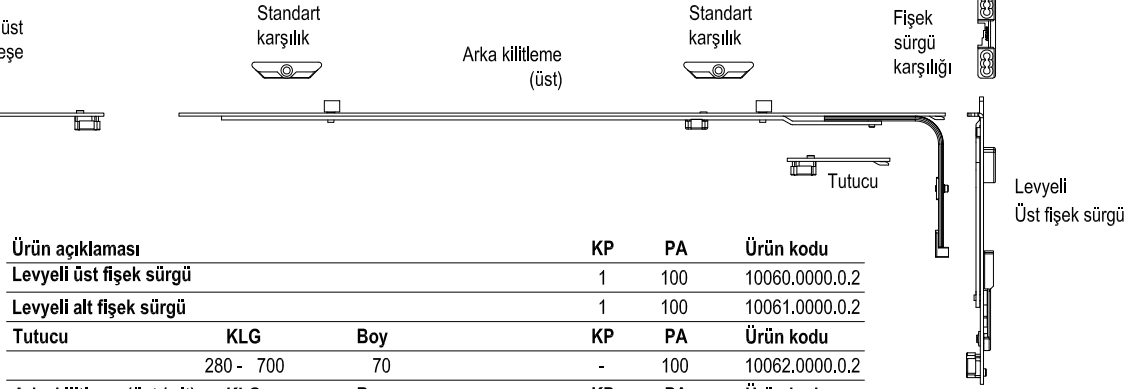 üst
eşe
Standart
karşılık
Arka kilitleme
(üst)
Standart
karşılık
Fişek
sürgü
karşılığı
Tutucu
Levyeli
Üst fişek sürgü
Ürün açıklaması KP PA Ürün kodu
Levyeli üst fişek sürgü 1 100 10060.0000.0.2
Levyeli alt fişek sürgü 1 100 10061.0000.0.2
Tutucu KLG Boy KP PA Ürün kodu
280 - 700 70 - 100 10062.0000.0.2